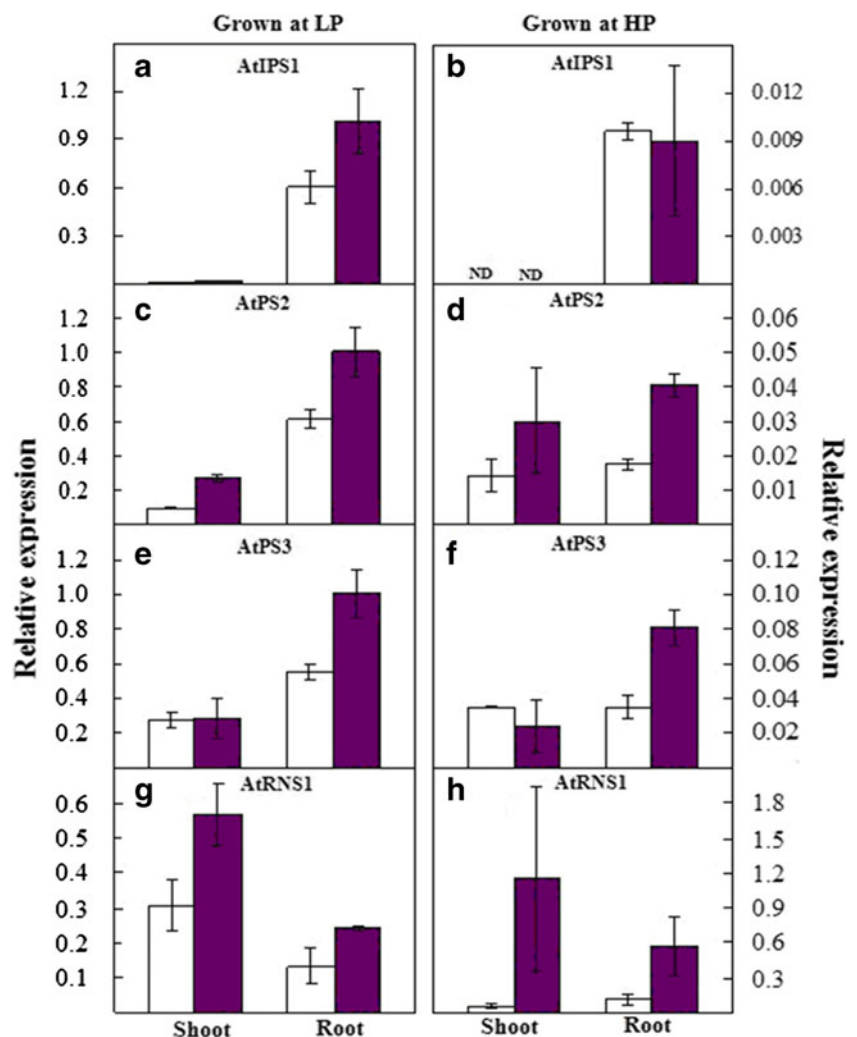 Grown at LP
Grown at HP
a
AtIPS1
1.2
0.9
0.6
0.3
b
AtIPS1
ND
ND
0.012
0.009
0.006
0.003
c
AtPS2
1.2
1.0
0.8
0.6
0.4
0.2
d
AtPS2
0.06
0.05
0.04
0.03
0.02
0.01
Relative expression
Relative expression
e
AtPS3
1.2
1.0
0.8
0.6
0.4
0.2
f
AtPS3
0.12
0.10
0.08
0.06
0.04
0.02
g
AtRNS1
0.6
0.5
0.4
0.3
0.2
0.1
h
AtRNS1
1.8
1.5
1.2
0.9
0.6
0.3
Shoot
Root
Shoot
Root